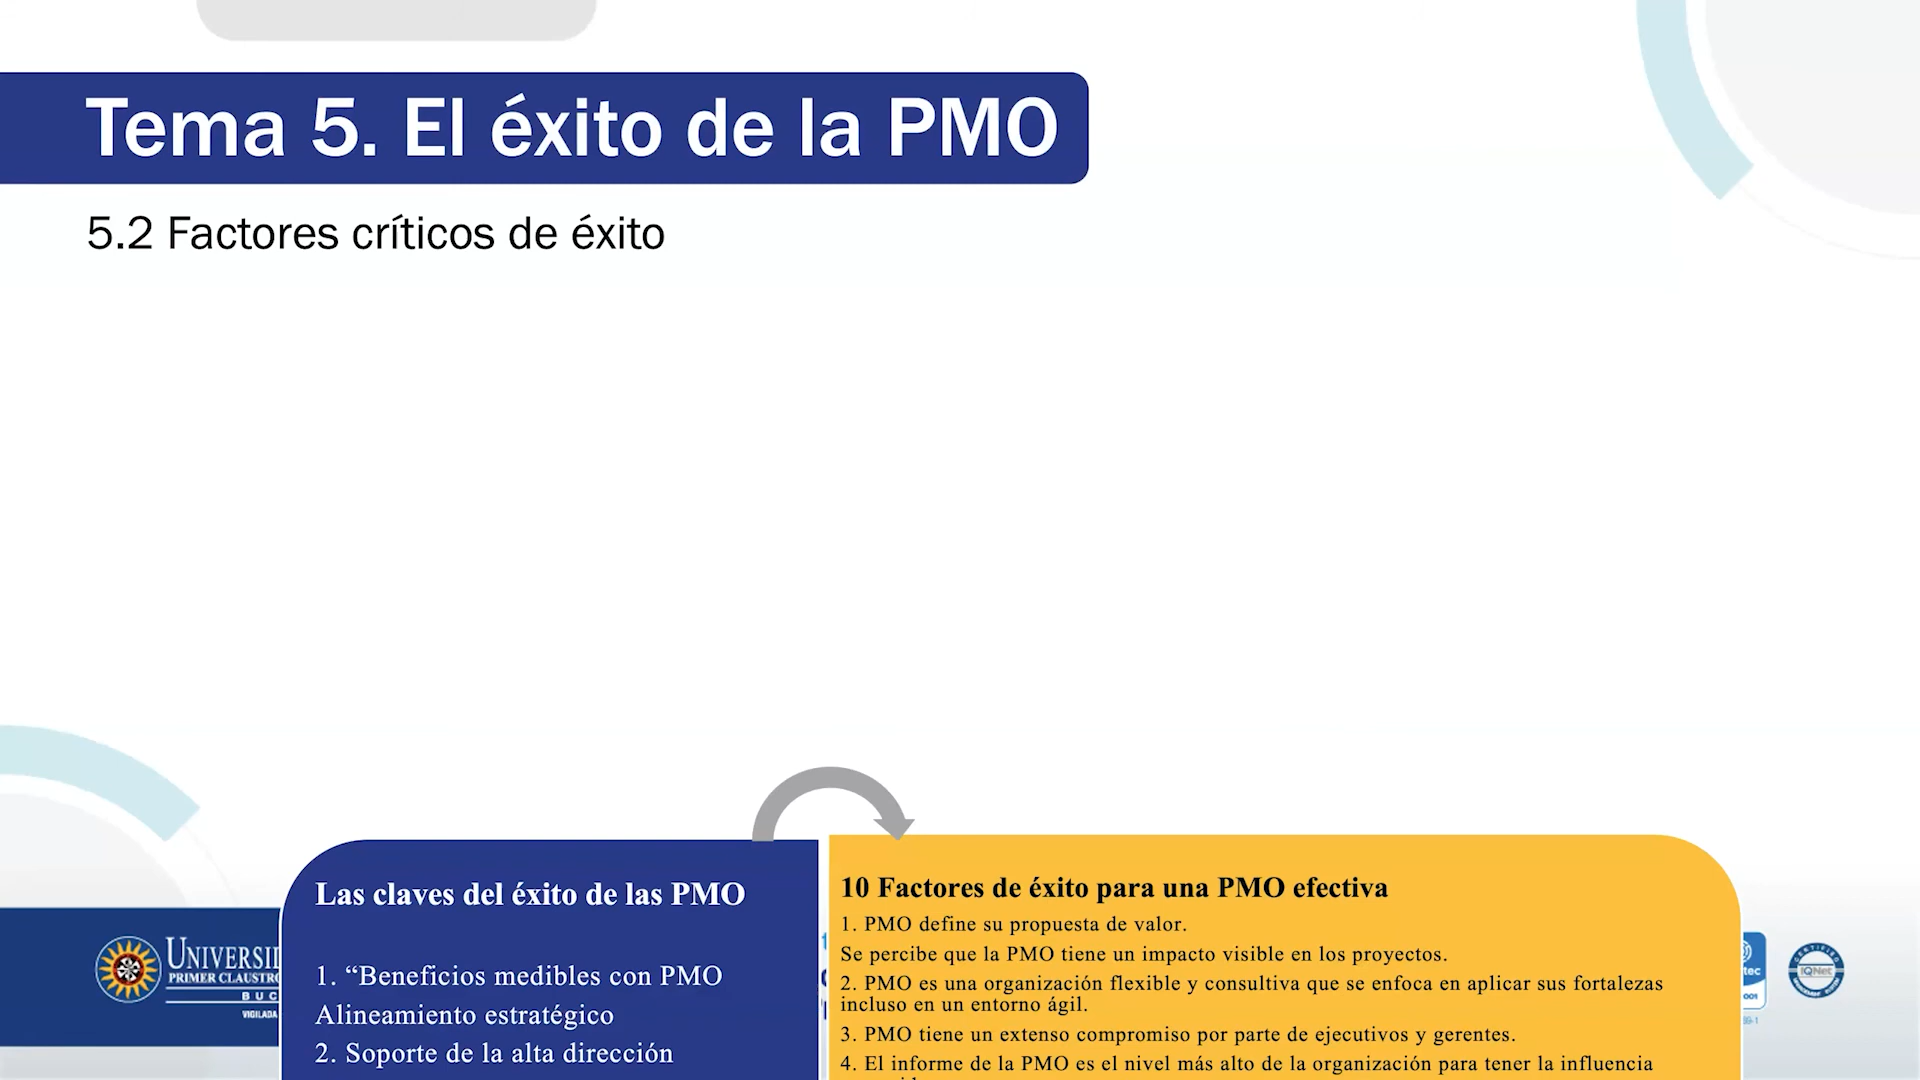 Tema 5. El éxito de la PMO
5.2 Factores críticos de éxito
Las claves del éxito de las PMO
1. “Beneficios medibles con PMO
Alineamiento estratégico
2. Soporte de la alta dirección
10 Factores de éxito para una PMO efectiva
1. PMO define su propuesta de valor.
Se percibe que la PMO tiene un impacto visible en los proyectos.
2. PMO es una organización flexible y consultiva que se enfoca en aplicar sus fortalezas
incluso en un entorno ágil.
3. PMO tiene un extenso compromiso por parte de ejecutivos y gerentes.
4. El informe de la PMO es el nivel más alto de la organización para tener la influencia
PRIMER
VIGILADA
tec
001
IQNet